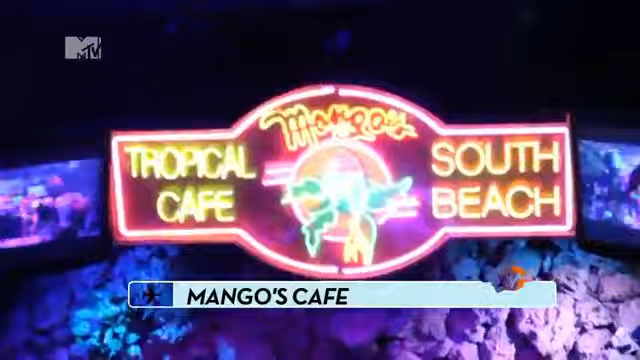 MTV
Mango's
TROPICAL
CAFE
SOUTH
BEACH
MANGO'S CAFE